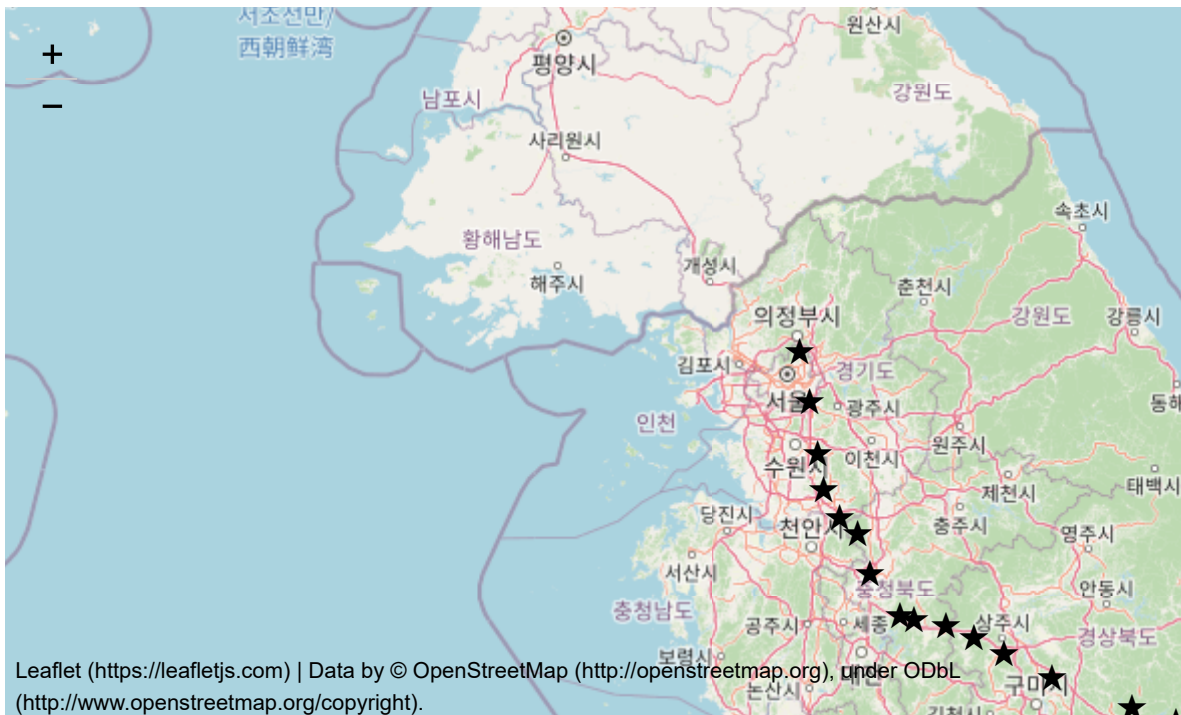 서조선만/
西朝鮮湾
원산시
+
평양시
남포시
강원도
−
사리원시
속초시
황해남도
개성시
해주시
춘천시
의정부시
강원도
강릉시
김포시
경기도
동해
서울
광주시
인천
원주시
수원시
이천시
제천시
태백시
당진시
천안시
충주시
영주시
서산시
충청북도
안동시
충청남도
공주시
세종
상주시
경상북도
보령시
Leaflet (https://leafletjs.com) | Data by © OpenStreetMap (http://openstreetmap.org), under ODbL
논산시
구미시
(http://www.openstreetmap.org/copyright).
김천시